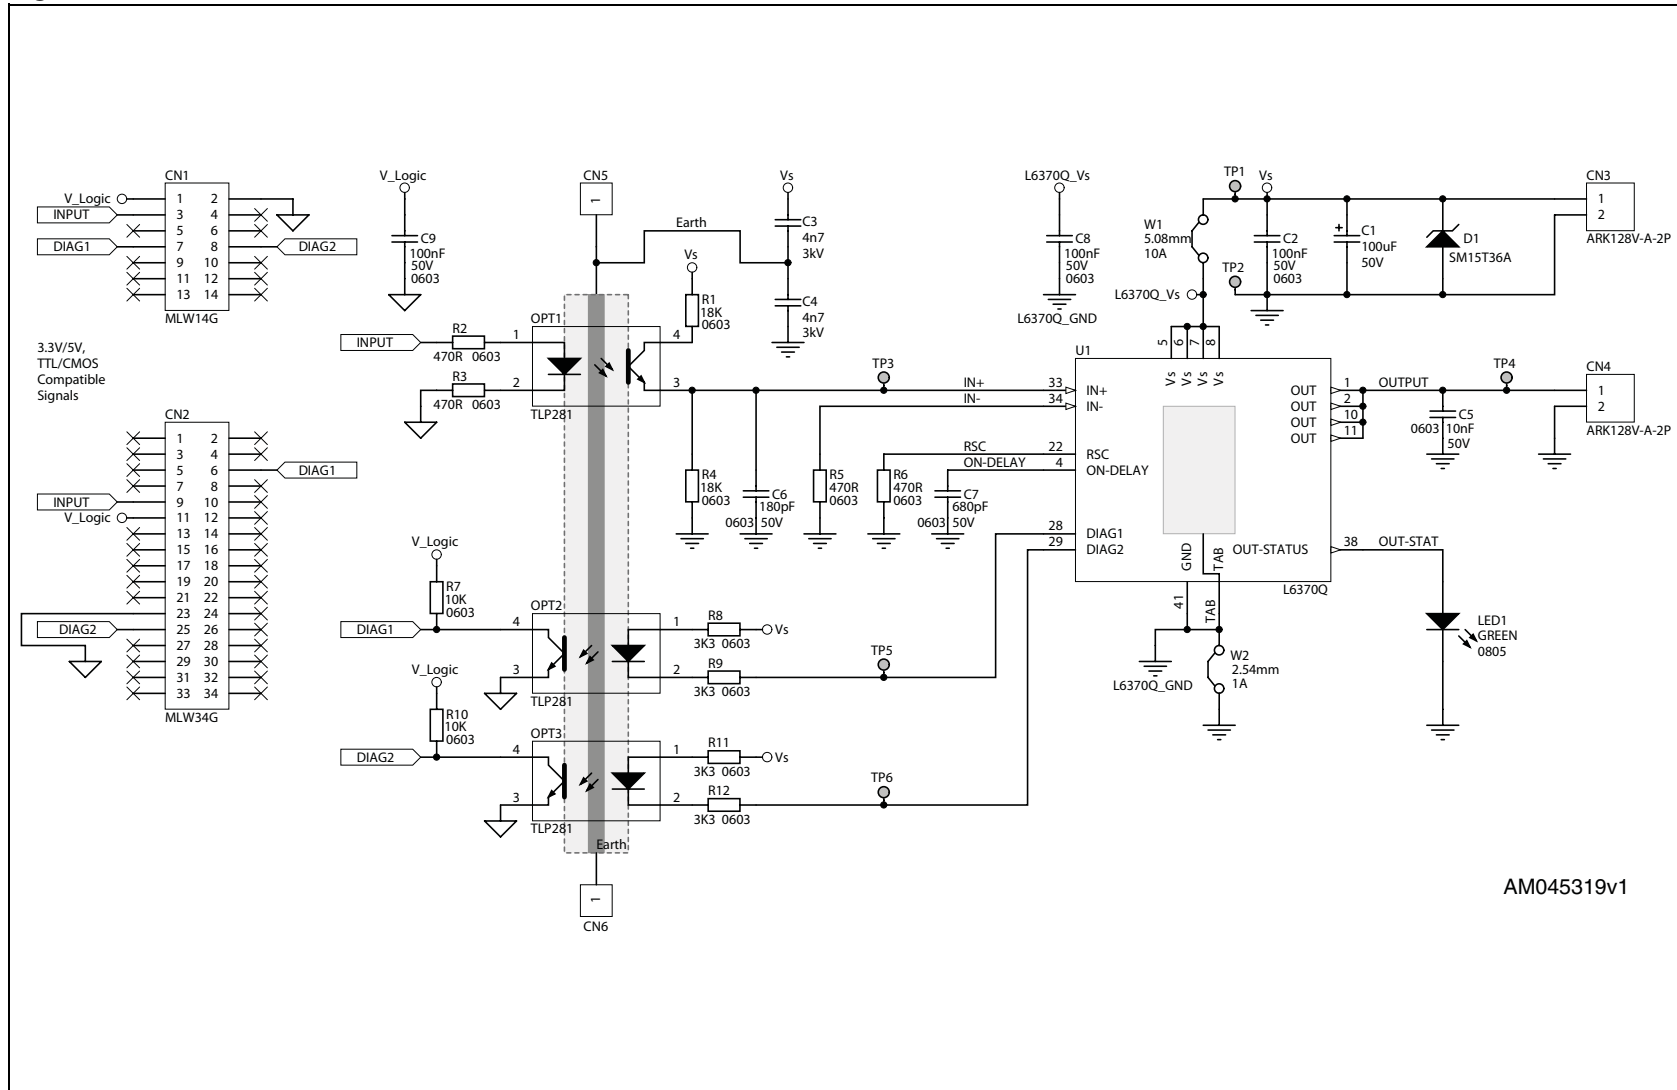 CN1
V_Logic 1 2
INPUT 3 4
5 6
DIAG1 7 8 DIAG2
9 10
11 12
13 14
MLW14G
3.3V/5V,
TTL/CMOS
Compatible
Signals
CN2
1 2
3 4
5 6 DIAG1
7 8
INPUT 9 10
V_Logic 11 12
13 14
15 16
17 18
19 20
21 22
23 24
DIAG2 25 26
27 28
29 30
31 32
33 34
MLW34G
V_Logic
C9
100nF
50V
0603
CN5
1
Earth
Vs
C3
4n7
3kV
C4
4n7
3kV
Vs
R1
18K
0603
OPT1
INPUT
R2
470R 0603
1
R3
470R 0603
2
4
3
TLP281
TP3
R4
18K
0603
C6
180pF
0603 50V
R5
470R
0603
R6
470R
0603
C7
680pF
0603 50V
V_Logic
R7
10K
0603
DIAG1
OPT2
4
3
1
2
TLP281
R8
3K3 0603
Vs
R9
3K3 0603
TP5
V_Logic
R10
10K
0603
DIAG2
OPT3
4
3
1
2
TLP281
R11
3K3 0603
Vs
R12
3K3 0603
TP6
Earth
1
CN6
L6370Q_Vs
C8
100nF
50V
0603
L6370Q_GND
TP1
Vs
W1
5.08mm
10A
TP2
L6370Q_Vs
C2
100nF
50V
0603
+ C1
100uF
50V
D1
SM15T36A
CN3
1
2
ARK128V-A-2P
U1
5 6 7 8
Vs Vs Vs Vs
IN+ 33 IN+
IN- 34 IN-
RSC 22 RSC
ON-DELAY 4 ON-DELAY
28 DIAG1
29 DIAG2
OUT 1 OUTPUT
OUT 2
OUT 10
OUT 11
GND TAB
OUT-STATUS 38 OUT-STAT
L6370Q
41 TAB
L6370Q_GND
W2
2.54mm
1A
TP4
C5
0603 10nF
50V
CN4
1
2
ARK128V-A-2P
LED1
GREEN
0805
AM045319v1